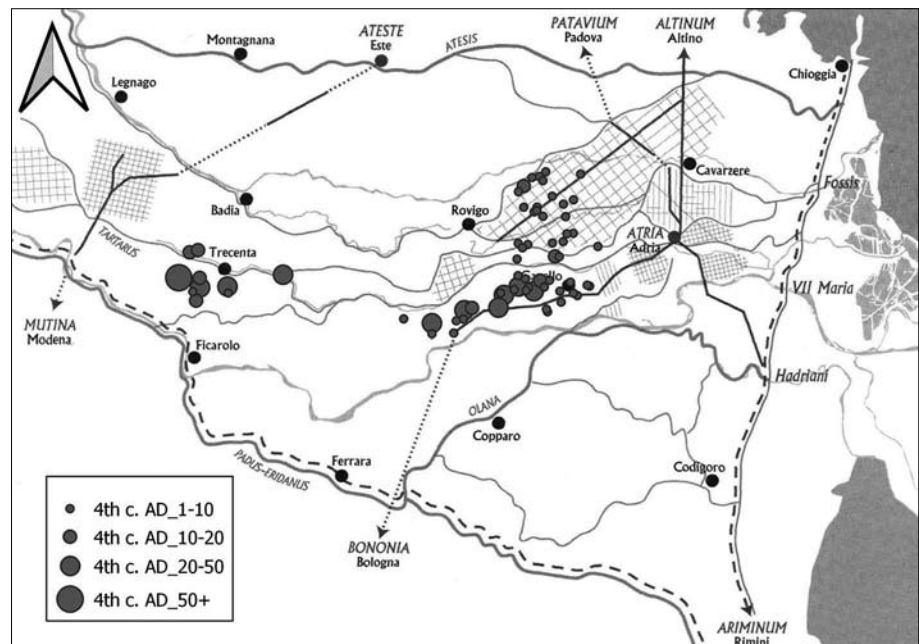 Montagnana
ATESTE
Este
PATAVIUM
Padova
ALTINUM
Altino
ATESIS
Chioggia
Legnago
Cavarzere
Fossis
Badia
Rovigo
ATRIA
Adria
TARTARUS
Trecenta
VII Maria
MUTINA
Modena
Ficarolo
Hadriani
OLANA
Copparo
PADUS-ERIDANUS
Ferrara
Codigoro
BONONIA
Bologna
ARIMINUM
Rimini
4th c. AD_1-10
4th c. AD_10-20
4th c. AD_20-50
4th c. AD_50+